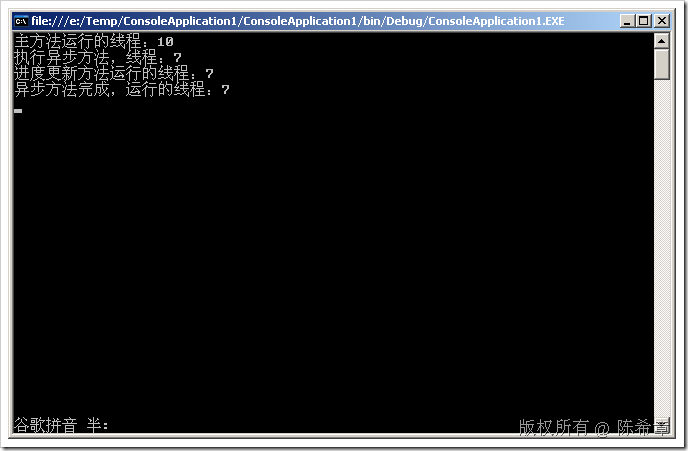 file:///e:/Temp/ConsoleApplication1/ConsoleApplication1/bin/Debug/ConsoleApplication1.EXE
主方法运行的线程：10
执行异步方法，线程：7
进度更新方法运行的线程：7
异步方法完成，运行的线程：7
谷歌拼音 半：
版权所有 @ 陈希章